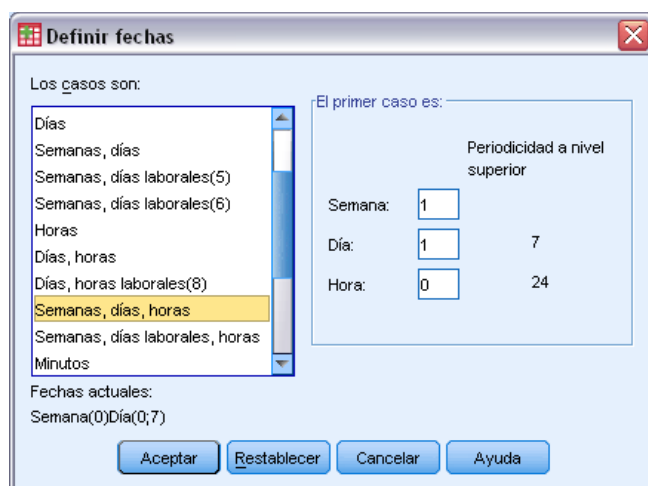 Definir fechas
Los casos son:
Días
Semanas, días
Semanas, días laborales(5)
Semanas, días laborales(6)
Horas
Días, horas
Días, horas laborales(8)
Semanas, días, horas
Semanas, días laborales, horas
Minutos
Fechas actuales:
Semana(0)Día(0;7)
El primer caso es:
Periodicidad a nivel
superior
Semana: 1
Día: 1 7
Hora: 0 24
Aceptar Restablecer Cancelar Ayuda